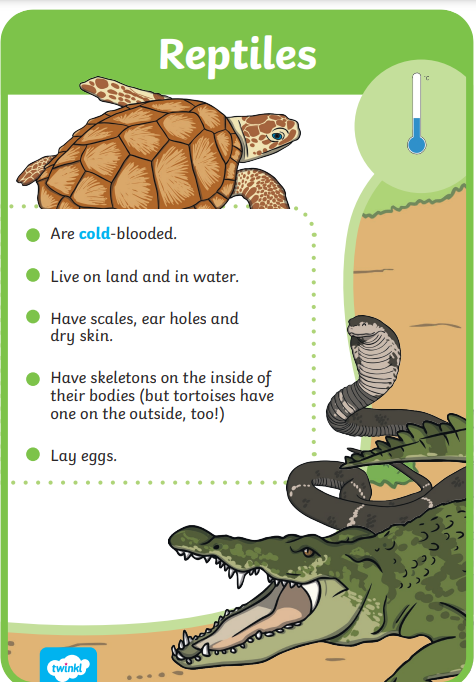 Reptiles
°C
Are cold-blooded.
Live on land and in water.
Have scales, ear holes and
dry skin.
Have skeletons on the inside of
their bodies (but tortoises have
one on the outside, too!)
Lay eggs.
twinkl